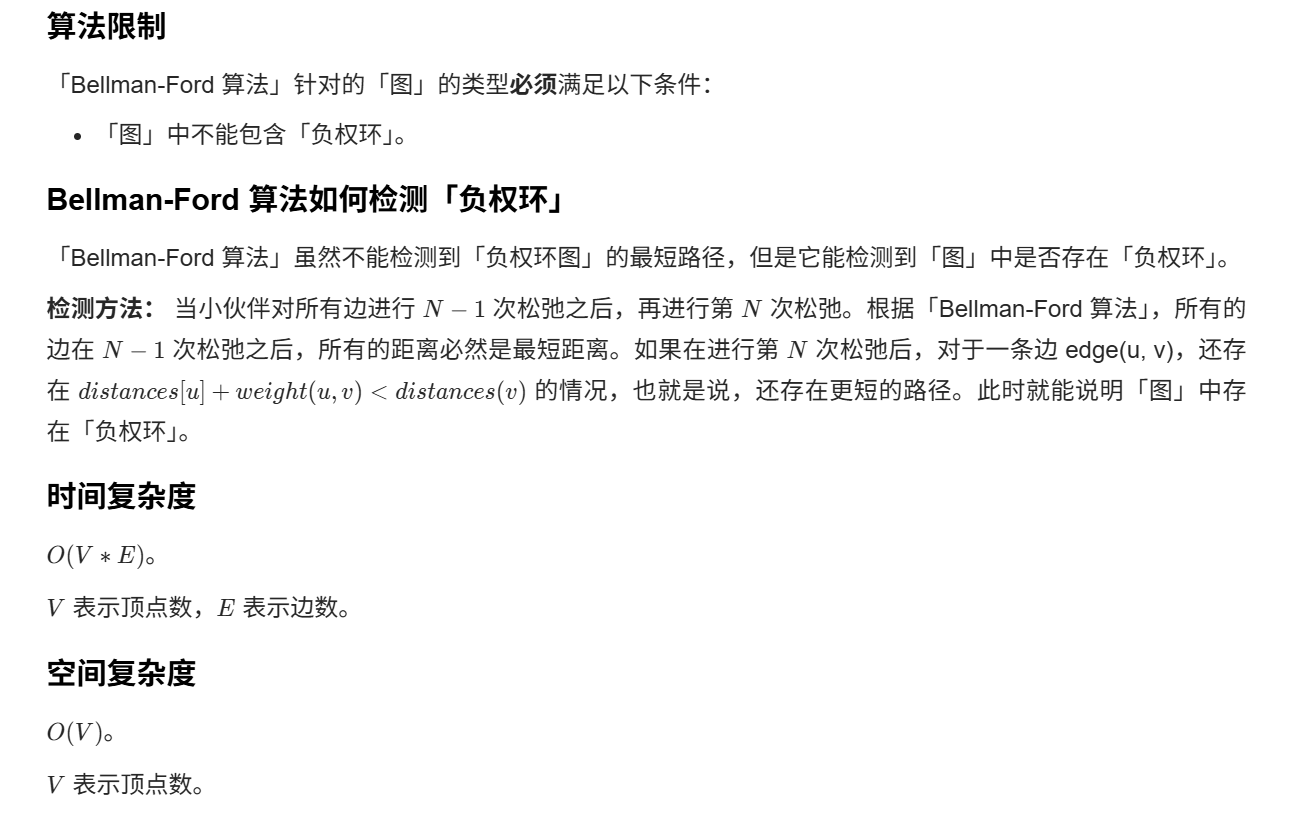 算法限制
「Bellman-Ford 算法」针对的「图」的类型必须满足以下条件：
• 「图」中不能包含「负权环」。
Bellman-Ford 算法如何检测「负权环」
「Bellman-Ford 算法」虽然不能检测到「负权环图」的最短路径，但是它能检测到「图」中是否存在「负权环」。
检测方法： 当小伙伴对所有边进行 N − 1 次松弛之后，再进行第 N 次松弛。根据「Bellman-Ford 算法」，所有的
边在 N − 1 次松弛之后，所有的距离必然是最短距离。如果在进行第 N 次松弛后，对于一条边 edge(u, v)，还存
在 distances[u] + weight(u, v) < distances(v) 的情况，也就是说，还存在更短的路径。此时就能说明「图」中存
在「负权环」。
时间复杂度
O(V ∗ E)。
V 表示顶点数，E 表示边数。
空间复杂度
O(V)。
V 表示顶点数。